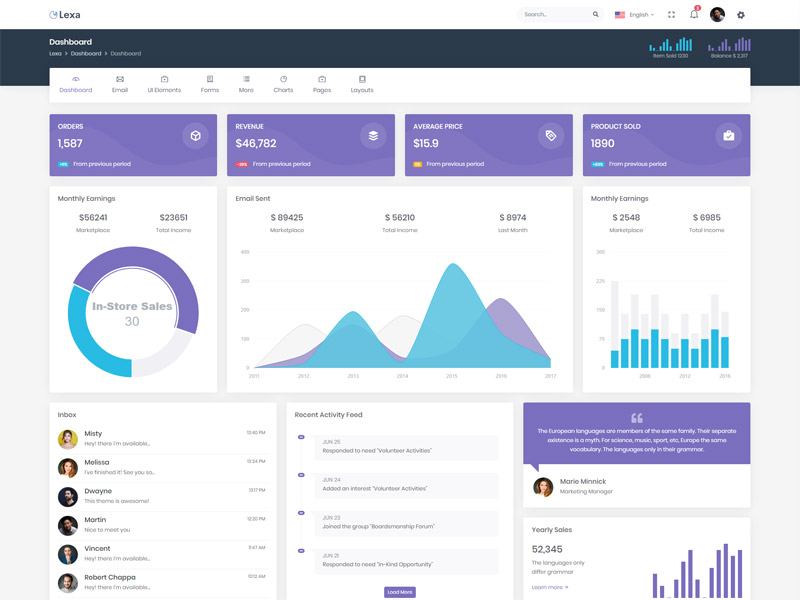 Lexa
Search...
English
3
Dashboard
Lexa > Dashboard > Dashboard
Item Sold 1230
Balance $ 2,317
Dashboard
Email
UI Elements
Forms
More
Charts
Pages
Layouts
ORDERS
1,587
From previous period
REVENUE
$46,782
From previous period
AVERAGE PRICE
$15.9
From previous period
PRODUCT SOLD
1890
From previous period
Monthly Earnings
$56241
Marketplace
$23651
Total Income
In-Store Sales
30
Email Sent
$ 89425
Marketplace
$ 56210
Total Income
$ 8974
Last Month
400
300
200
100
0
2011
2012
2013
2014
2015
2016
2017
Monthly Earnings
$ 2548
Marketplace
$ 6985
Total Income
300
225
150
75
0
2008
2012
2016
Inbox
Misty
Hey! there I'm available...
13:40 PM
Melissa
I've finished it! See you so...
13:34 PM
Dwayne
This theme is awesome!
13:17 PM
Martin
Nice to meet you
12:20 PM
Vincent
Hey! there I'm available...
11:47 AM
Robert Chappa
Hey! there I'm available...
10:12 AM
Recent Activity Feed
JUN 25
Responded to need "Volunteer Activities"
JUN 24
Added an interest "Volunteer Activities"
JUN 23
Joined the group "Boardsmanship Forum"
JUN 21
Responded to need "In-Kind Opportunity"
Load More
The European languages are members of the same family. Their separate
existence is a myth. For science, music, sport, etc, Europe the same
vocabulary. The languages only in their grammar.
Marie Minnick
Marketing Manager
Yearly Sales
52,345
The languages only
differ grammar
Learn more